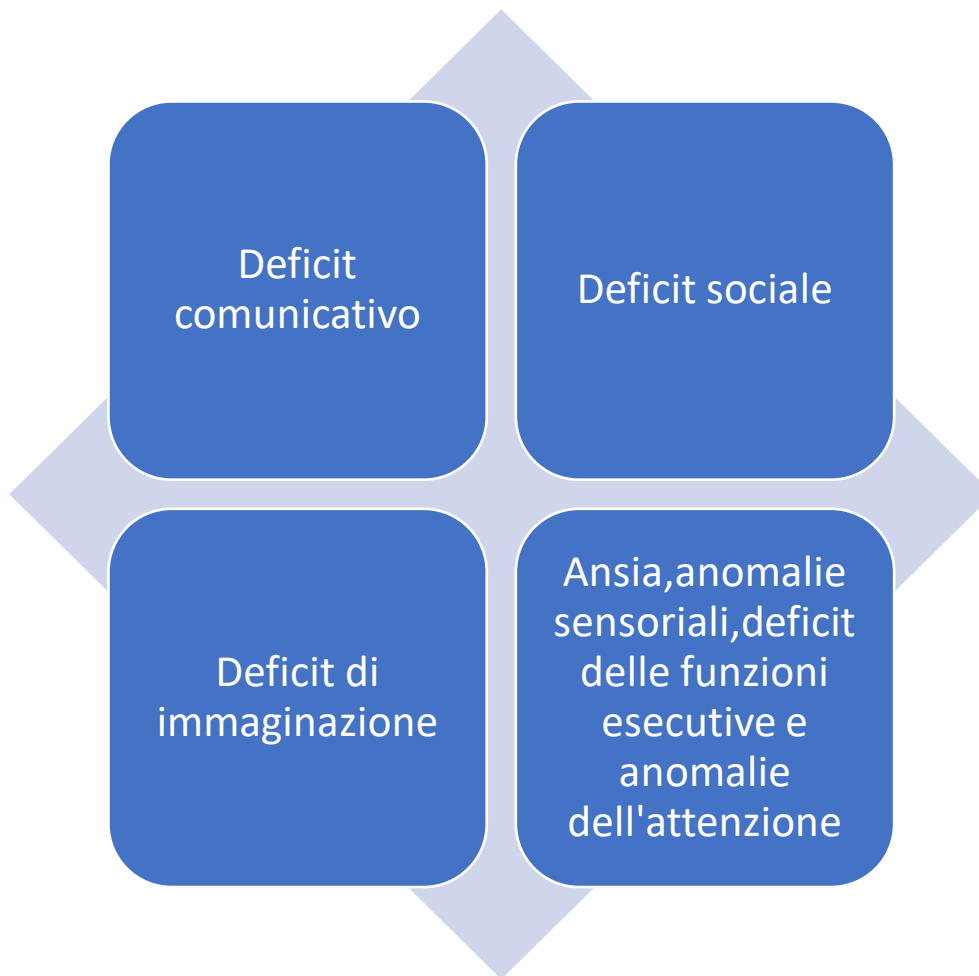 Deficit
comunicativo
Deficit sociale
Deficit di
immaginazione
Ansia,anomalie
sensoriali,deficit
delle funzioni
esecutive e
anomalie
dell'attenzione